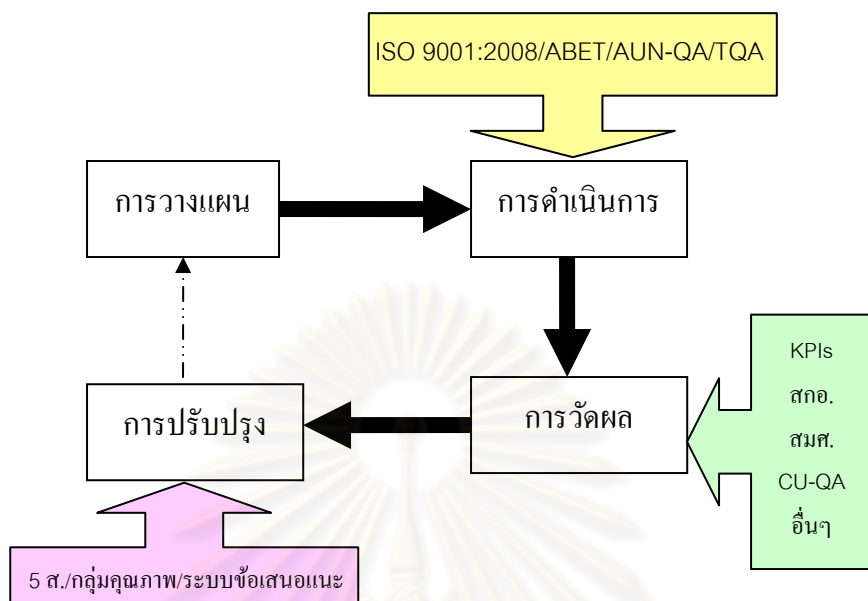 ISO 9001:2008/ABET/AUN-QA/TQA
การวางแผน
การดำเนินการ
การปรับปรุง
การวัดผล
KPIs
สกอ.
สมศ.
CU-QA
อื่นๆ
5 ส./กลุ่มคุณภาพ/ระบบข้อเสนอแนะ